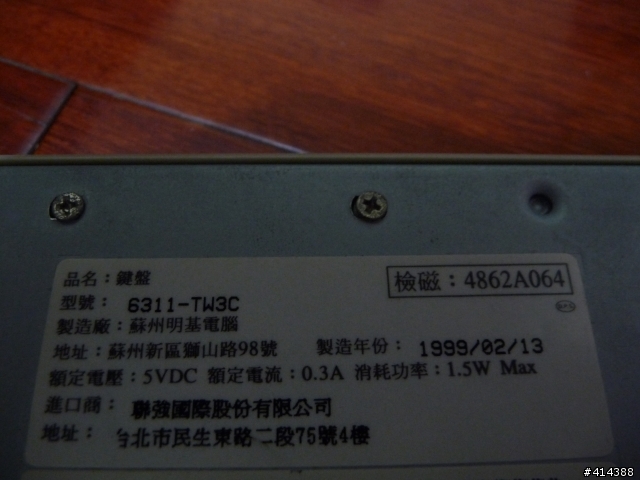 品名：鍵盤
檢磁：4862A064
型號： 6311-TW3C
製造廠：蘇州明基電腦
地址：蘇州新區獅山路98號 製造年份： 1999/02/13
額定電壓：5VDC 額定電流：0.3A 消耗功率：1.5W Max
進口商： 聯強國際股份有限公司
地址： 台北市民生東路二段75號4樓
#414388